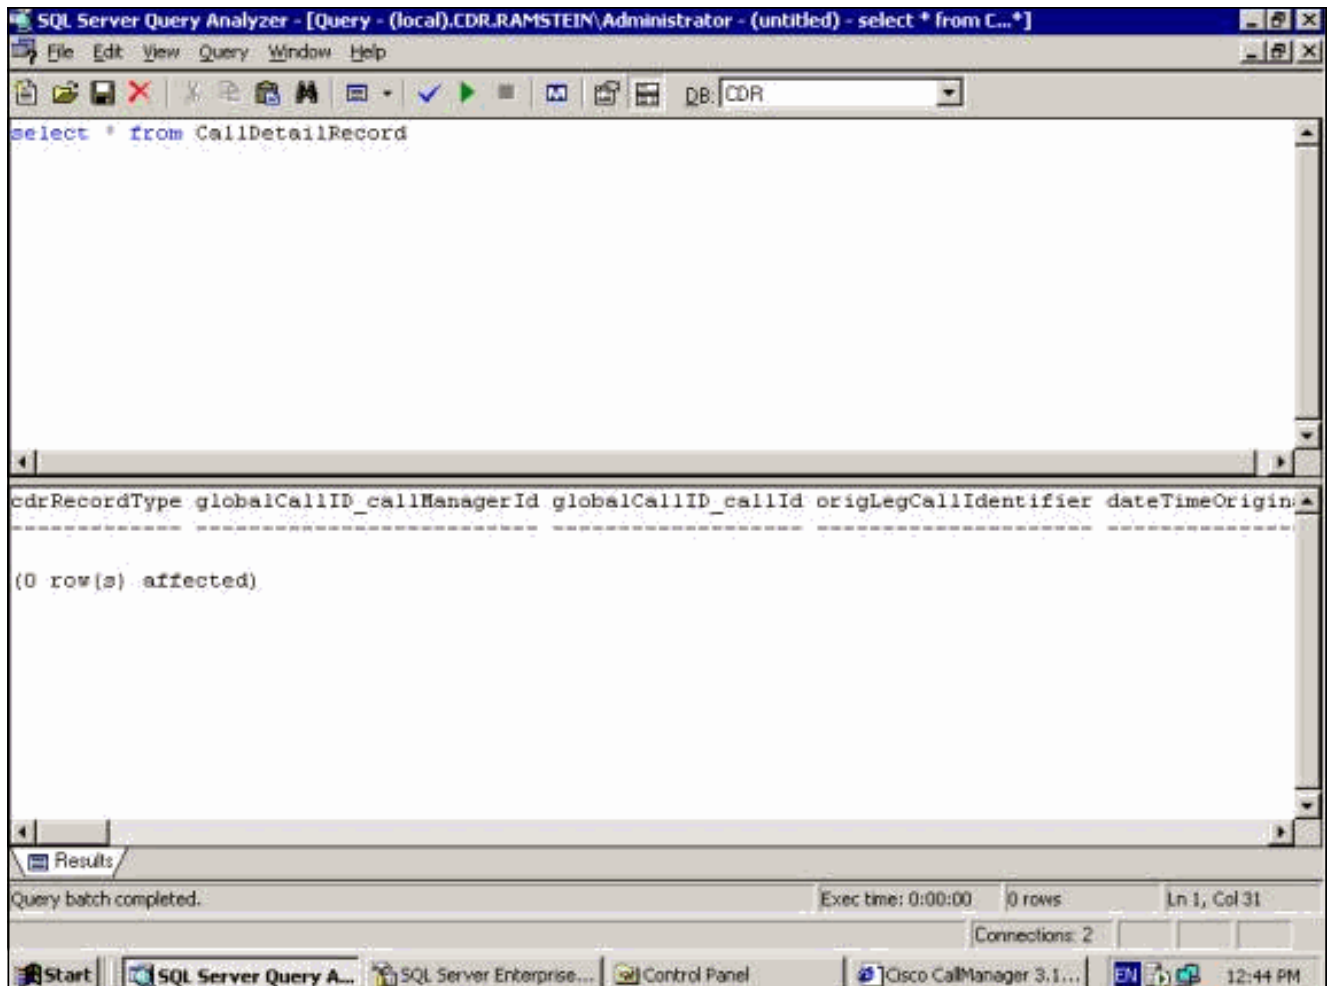 SQL Server Query Analyzer - [Query - (local).CDR.RAMSTEIN\Administrator - (untitled) - select * from C...*]
File Edit View Query Window Help
DB: CDR
select * from CallDetailRecord
cdrRecordType globalCallID_callManagerId globalCallID_callId origLegCallIdentifier dateTimeOrigin
------------- -------------------------- ------------------- --------------------- --------------
(0 row(s) affected)
Results
Query batch completed. Exec time: 0:00:00 0 rows Ln 1, Col 31
Connections: 2
Start SQL Server Query A... SQL Server Enterprise... Control Panel Cisco CallManager 3.1.... EN 12:44 PM